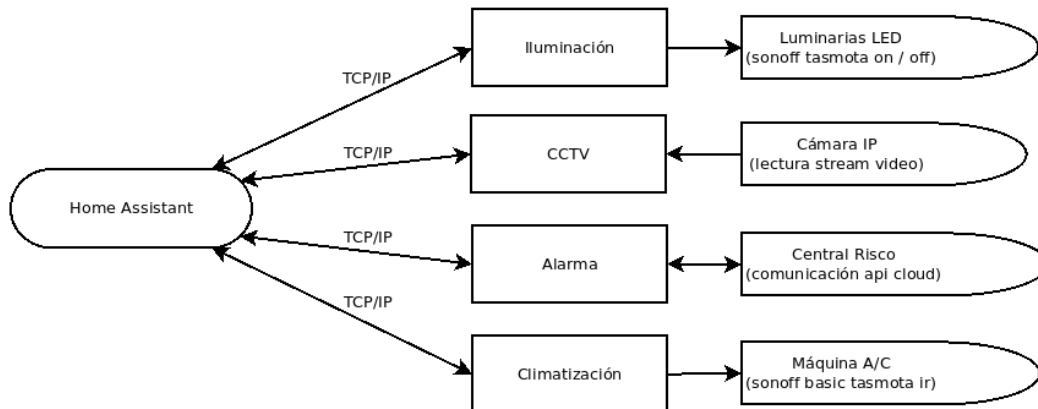 Iluminación
Luminarias LED
(sonoff tasmota on / off)
TCP/IP
CCTV
Cámara IP
(lectura stream video)
TCP/IP
Home Assistant
TCP/IP
Alarma
Central Risco
(comunicación api cloud)
TCP/IP
Climatización
Máquina A/C
(sonoff basic tasmota ir)